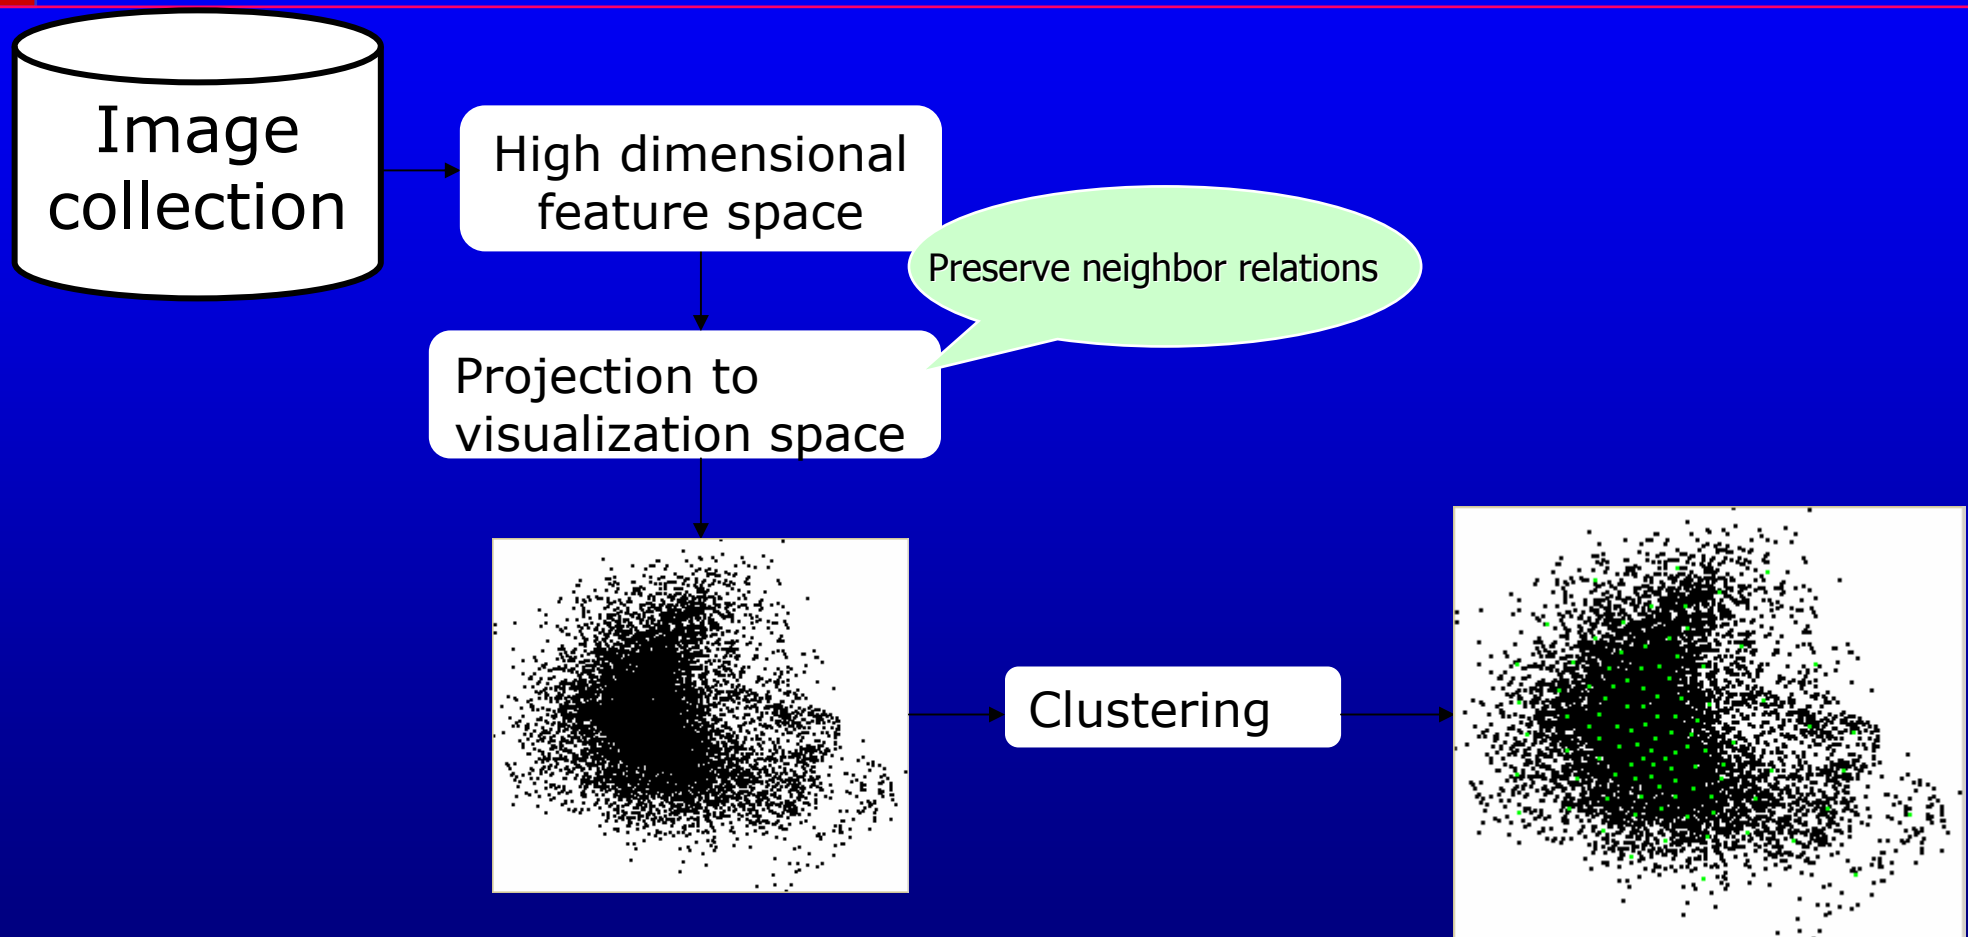 Image
collection
High dimensional
feature space
Preserve neighbor relations
Projection to
visualization space
Clustering